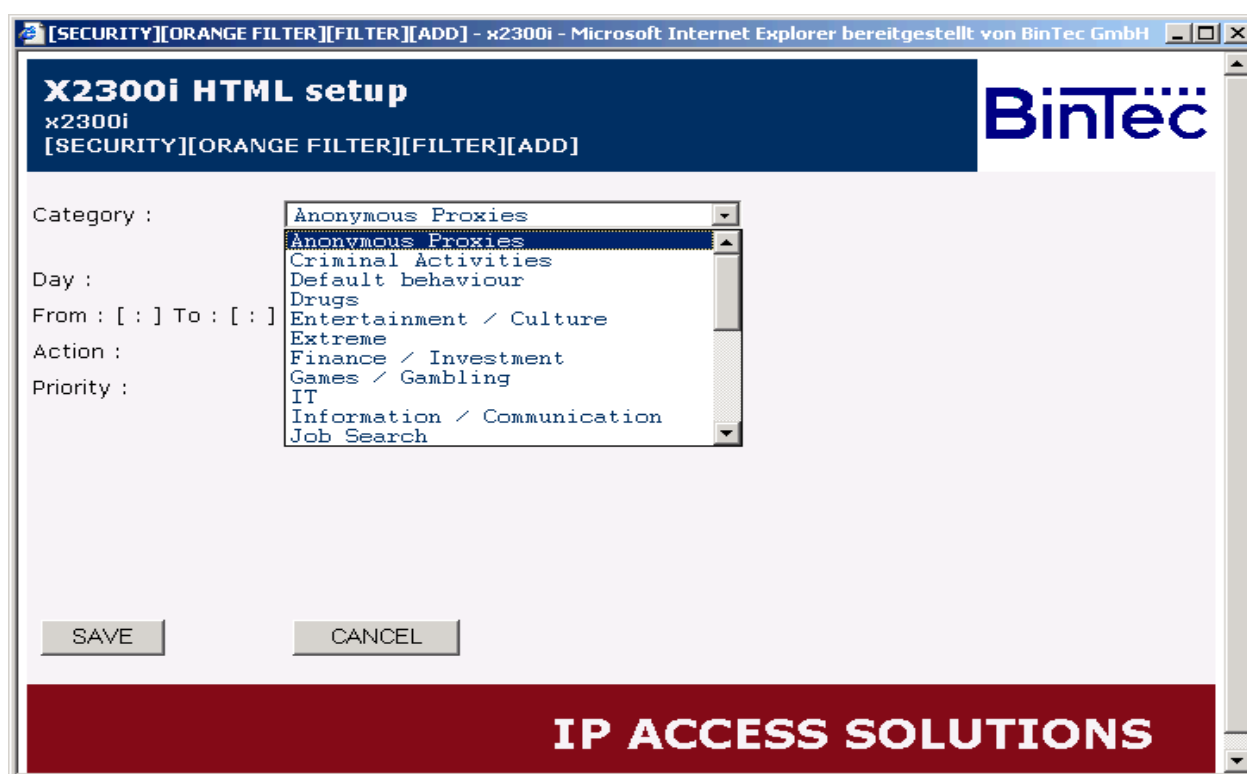 [SECURITY][ORANGE FILTER][FILTER][ADD] - x2300i - Microsoft Internet Explorer bereitgestellt von BinTec GmbH
X2300i HTML setup
x2300i
[SECURITY][ORANGE FILTER][FILTER][ADD]
BinTec
Category :
Anonymous Proxies
Anonymous Proxies
Criminal Activities
Default behaviour
Drugs
Entertainment / Culture
Extreme
Finance / Investment
Games / Gambling
IT
Information / Communication
Job Search
Day :
From : [ : ] To : [ : ]
Action :
Priority :
SAVE
CANCEL
IP ACCESS SOLUTIONS